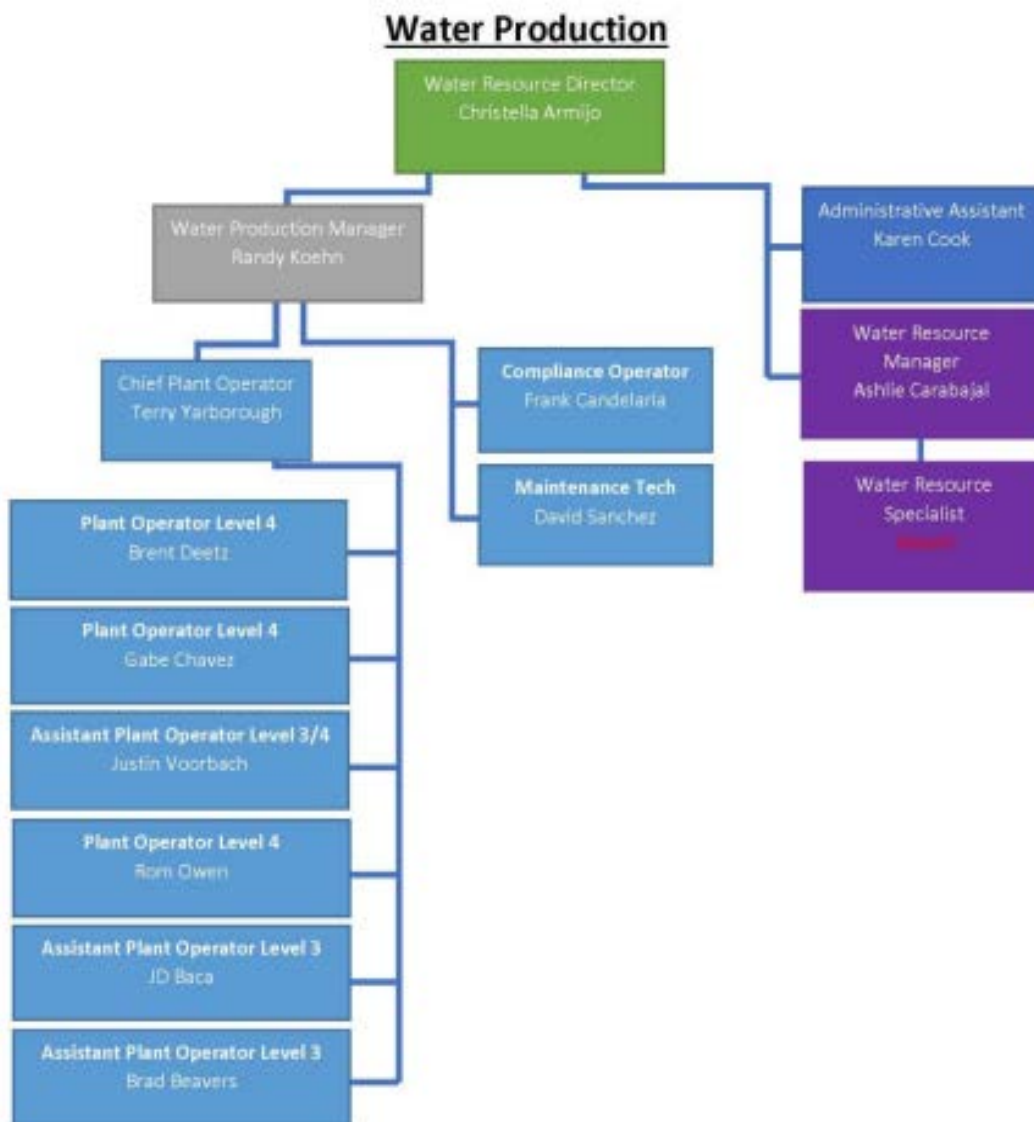 Water Production
Water Resource Director
Christella Armijo
Water Production Manager
Randy Koehn
Administrative Assistant
Karen Cook
Water Resource
Manager
Ashlie Carabajal
Water Resource
Specialist
Chief Plant Operator
Terry Yarborough
Compliance Operator
Frank Candelaria
Maintenance Tech
David Sanchez
Plant Operator Level 4
Brent Deetz
Plant Operator Level 4
Gabe Chavez
Assistant Plant Operator Level 3/4
Justin Voorbach
Plant Operator Level 4
Rom Owen
Assistant Plant Operator Level 3
JD Baca
Assistant Plant Operator Level 3
Brad Beavers